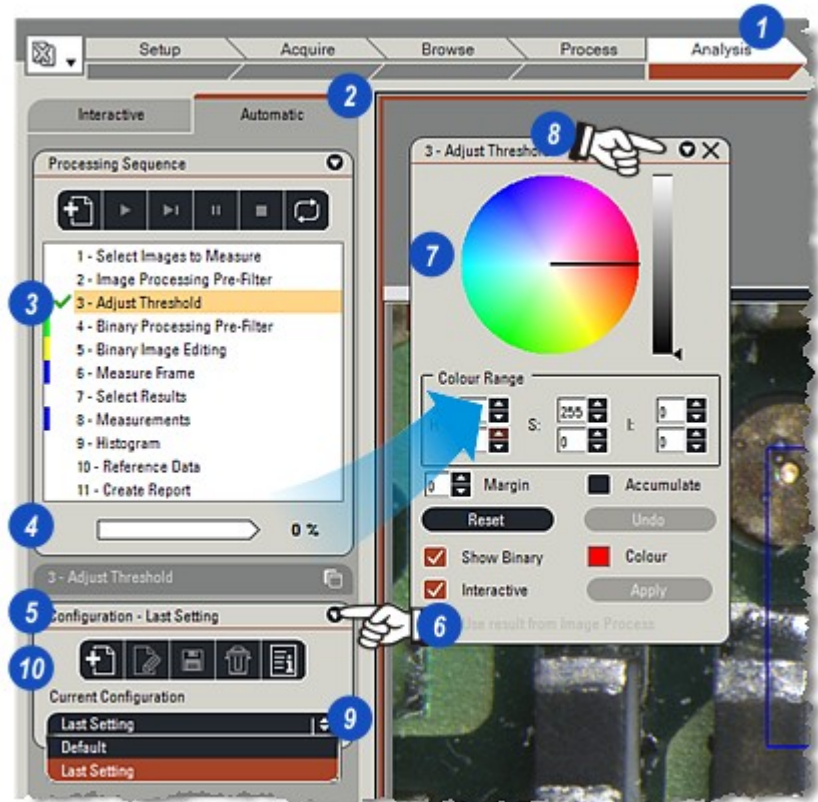 1
Setup Acquire Browse Process Analysis
2
Interactive Automatic
8
Processing Sequence
3 - Adjust Thresho
1 - Select Images to Measure
2 - Image Processing Pre-Filter
7
3
3 - Adjust Threshold
4 - Binary Processing Pre-Filter
5 - Binary Image Editing
6 - Measure Frame
7 - Select Results
8 - Measurements
9 - Histogram
10 - Reference Data
11 - Create Report
Colour Range
H: S: 255 I: 0
0 0
0 Margin Accumulate
4
0 %
Reset Undo
Show Binary Colour
3 - Adjust Threshold
Interactive Apply
5
Configuration - Last Setting
6
Use result from Image Process
10
Current Configuration
Last Setting
9
Default
Last Setting